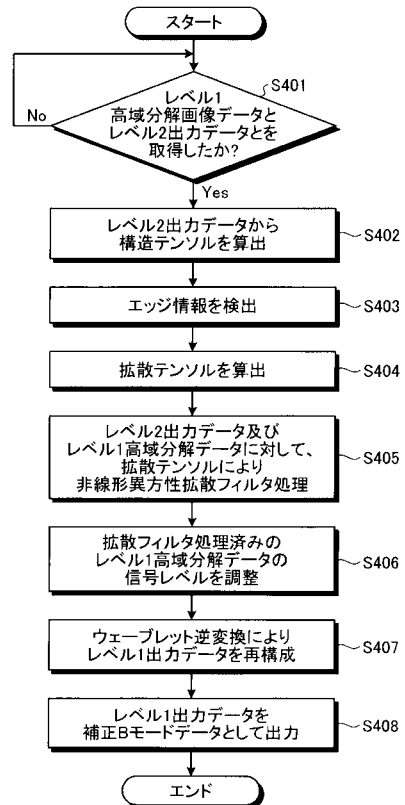 スタート
S401
レベル1
高域分解画像データと
レベル2出力データとを
取得したか?
No
Yes
レベル2出力データから
構造テンソルを算出
S402
エッジ情報を検出
S403
拡散テンソルを算出
S404
レベル2出力データ及び
レベル1高域分解データに対して、
拡散テンソルにより
非線形異方性拡散フィルタ処理
S405
拡散フィルタ処理済みの
レベル1高域分解データの
信号レベルを調整
S406
ウェーブレット逆変換により
レベル1出力データを再構成
S407
レベル1出力データを
補正Bモードデータとして出力
S408
エンド